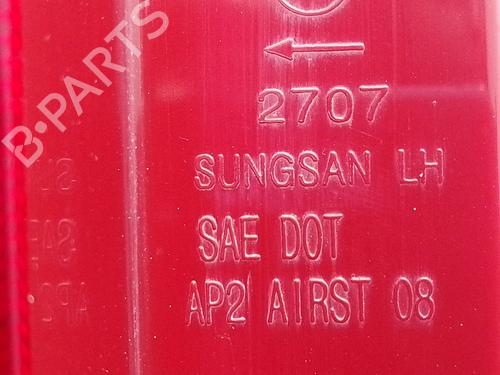 B-PARTS
2707
SUNGSAN LH
SAE DOT
AP2 AIRST 08